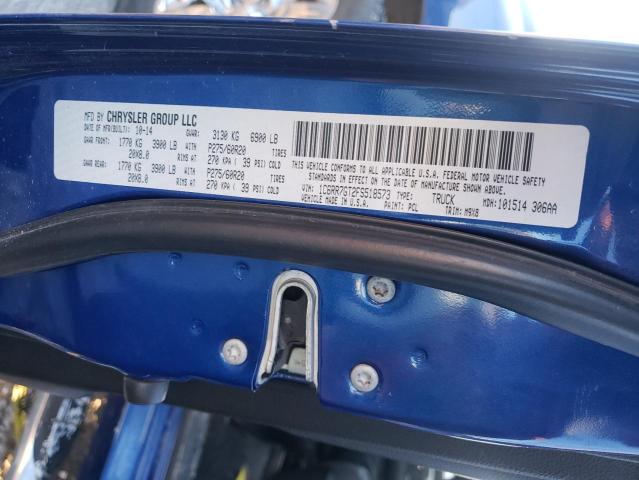 MFD BY CHRYSLER GROUP LLC
DATE OF MFR(BUILT): 10-14 GVWR: 3130 KG 6900 LB
GAWR FRONT: 1770 KG 3900 LB WITH P275/60R20 TIRES
20X8.0 RIMS AT 270 KPA ( 39 PSI) COLD
GAWR REAR: 1770 KG 3900 LB WITH P275/60R20 TIRES
20X8.0 RIMS AT 270 KPA ( 39 PSI) COLD
THIS VEHICLE CONFORMS TO ALL APPLICABLE U.S.A. FEDERAL MOTOR VEHICLE SAFETY
STANDARDS IN EFFECT ON THE DATE OF MANUFACTURE SHOWN ABOVE.
VIN: 1C6RR7GT2FS518573 TYPE: TRUCK MDH: 101514 306AA
VEHICLE MADE IN U.S.A. PAINT: PCL TRIM: M9X8